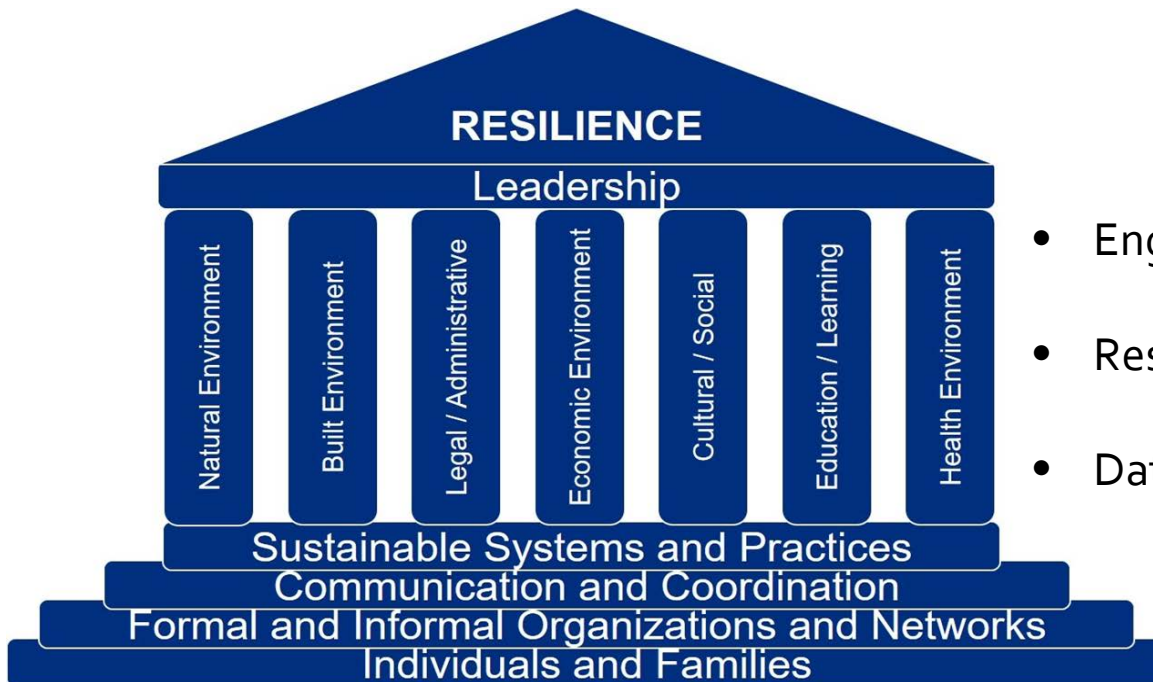 RESILIENCE
Leadership
Natural Environment
Built Environment
Legal / Administrative
Economic Environment
Cultural / Social
Education / Learning
Health Environment
Sustainable Systems and Practices
Communication and Coordination
Formal and Informal Organizations and Networks
Individuals and Families